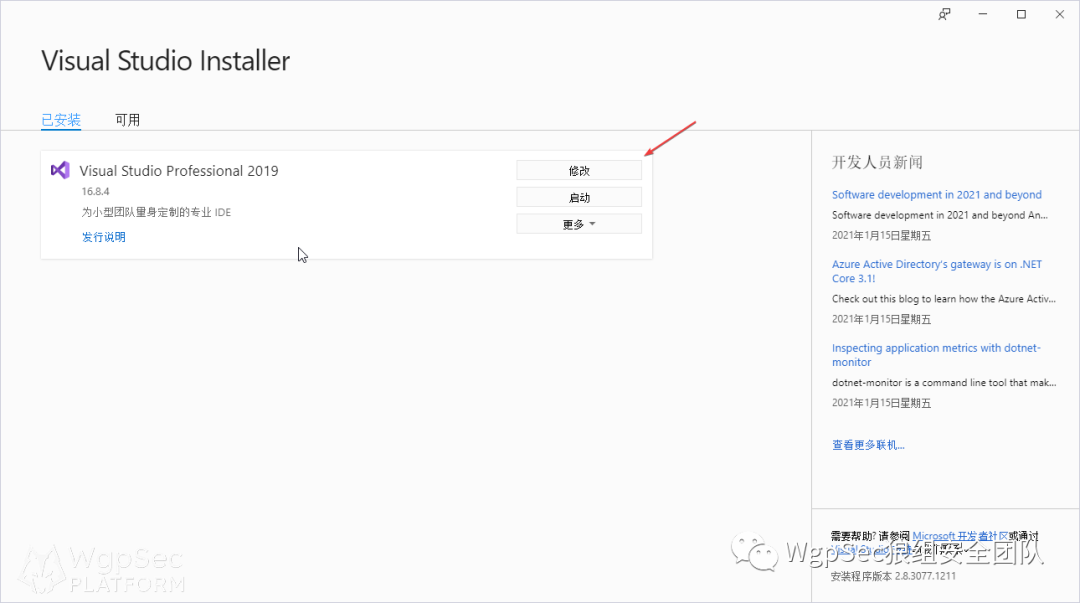 Visual Studio Installer
已安装
可用
Visual Studio Professional 2019
16.8.4
为小型团队量身定制的专业 IDE
发行说明
修改
启动
更多
开发人员新闻
Software development in 2021 and beyond
Software development in 2021 and beyond An...
2021年1月15日星期五
Azure Active Directory's gateway is on .NET
Core 3.1!
Check out this blog to learn how the Azure Activ...
2021年1月15日星期五
Inspecting application metrics with dotnet-
monitor
dotnet-monitor is a command line tool that mak...
2021年1月15日星期五
查看更多联机...
需要帮助? 请参阅 Microsoft 开发者社区或通过
WgpSec狼组安全团队
安装程序版本 2.8.3077.1211
WgpSec
PLATFORM